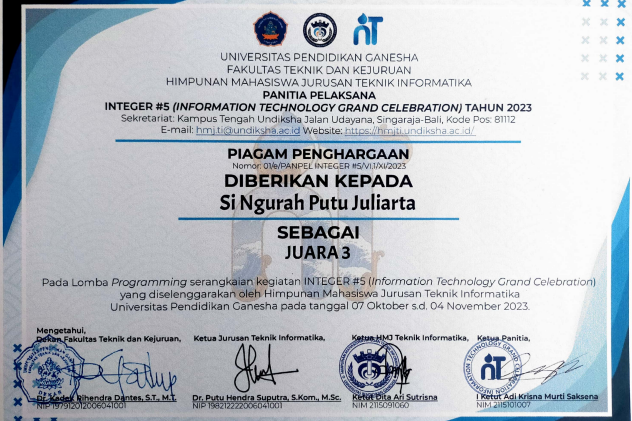 UNIVERSITAS PENDIDIKAN GANESHA
FAKULTAS TEKNIK DAN KEJURUAN
HIMPUNAN MAHASISWA JURUSAN TEKNIK INFORMATIKA
PANITIA PELAKSANA
INTEGER #5 (INFORMATION TECHNOLOGY GRAND CELEBRATION) TAHUN 2023
Sekretariat: Kampus Tengah Undiksha Jalan Udayana, Singaraja-Bali, Kode Pos: 81112
E-mail: hmj.ti@undiksha.ac.id Website: https://hmjti.undiksha.ac.id/
PIAGAM PENGHARGAAN
Nomor: 01/e/PANPEL INTEGER #5/VI.1/XI/2023
DIBERIKAN KEPADA
Si Ngurah Putu Juliarta
SEBAGAI
JUARA 3
Pada Lomba Programming serangkaian kegiatan INTEGER #5 (Information Technology Grand Celebration)
yang diselenggarakan oleh Himpunan Mahasiswa Jurusan Teknik Informatika
Universitas Pendidikan Ganesha pada tanggal 07 Oktober s.d. 04 November 2023.
Mengetahui,
Dekan Fakultas Teknik dan Kejuruan, Ketua Jurusan Teknik Informatika, Ketua HMJ Teknik Informatika, Ketua Panitia,
Dr. Kadek Rihendra Dantes, S.T., M.T. Dr. Putu Hendra Suputra, S.Kom., M.Sc. Ketut Dita Ari Sutrisna I Ketut Adi Krisna Murti Saksena
NIP 197912012006041001 NIP 198212222006041001 NIM 2115091060 NIM 2115101007